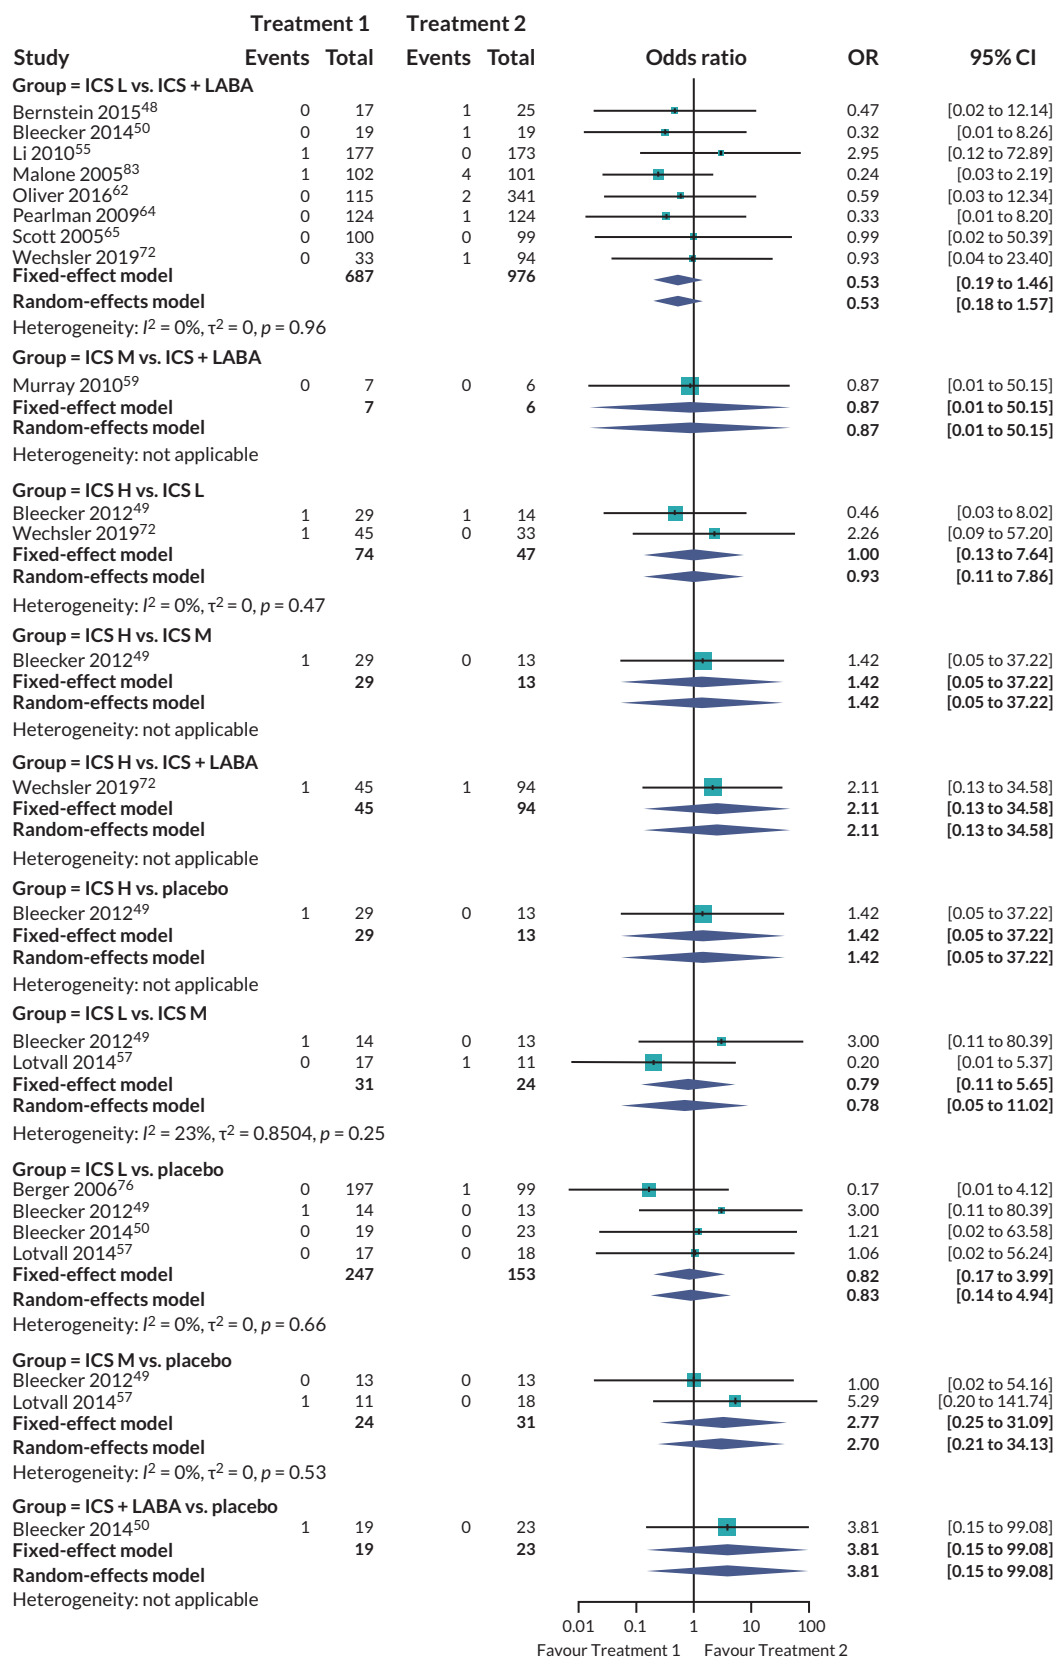 Treatment 1 Treatment 2
Study Events Total Events Total Odds ratio OR 95% CI
Group = ICS L vs. ICS + LABA
Bernstein 201548 0 17 1 25 0.47 [0.02 to 12.14]
Bleecker 201450 0 19 1 19 0.32 [0.01 to 8.26]
Li 201055 1 177 0 173 2.95 [0.12 to 72.89]
Malone 200583 1 102 4 101 0.24 [0.03 to 2.19]
Oliver 201662 0 115 2 341 0.59 [0.03 to 12.34]
Pearlman 200964 0 124 1 124 0.33 [0.01 to 8.20]
Scott 200565 0 100 0 99 0.99 [0.02 to 50.39]
Wechsler 201972 0 33 1 94 0.93 [0.04 to 23.40]
Fixed-effect model 687 976 0.53 [0.19 to 1.46]
Random-effects model 0.53 [0.18 to 1.57]
Heterogeneity: I2 = 0%, τ2 = 0, p = 0.96
Group = ICS M vs. ICS + LABA
Murray 201059 0 7 0 6 0.87 [0.01 to 50.15]
Fixed-effect model 7 6 0.87 [0.01 to 50.15]
Random-effects model 0.87 [0.01 to 50.15]
Heterogeneity: not applicable
Group = ICS H vs. ICS L
Bleecker 201249 1 29 1 14 0.46 [0.03 to 8.02]
Wechsler 201972 1 45 0 33 2.26 [0.09 to 57.20]
Fixed-effect model 74 47 1.00 [0.13 to 7.64]
Random-effects model 0.93 [0.11 to 7.86]
Heterogeneity: I2 = 0%, τ2 = 0, p = 0.47
Group = ICS H vs. ICS M
Bleecker 201249 1 29 0 13 1.42 [0.05 to 37.22]
Fixed-effect model 29 13 1.42 [0.05 to 37.22]
Random-effects model 1.42 [0.05 to 37.22]
Heterogeneity: not applicable
Group = ICS H vs. ICS + LABA
Wechsler 201972 1 45 1 94 2.11 [0.13 to 34.58]
Fixed-effect model 45 94 2.11 [0.13 to 34.58]
Random-effects model 2.11 [0.13 to 34.58]
Heterogeneity: not applicable
Group = ICS H vs. placebo
Bleecker 201249 1 29 0 13 1.42 [0.05 to 37.22]
Fixed-effect model 29 13 1.42 [0.05 to 37.22]
Random-effects model 1.42 [0.05 to 37.22]
Heterogeneity: not applicable
Group = ICS L vs. ICS M
Bleecker 201249 1 14 0 13 3.00 [0.11 to 80.39]
Lotvall 201457 0 17 1 11 0.20 [0.01 to 5.37]
Fixed-effect model 31 24 0.79 [0.11 to 5.65]
Random-effects model 0.78 [0.05 to 11.02]
Heterogeneity: I2 = 23%, τ2 = 0.8504, p = 0.25
Group = ICS L vs. placebo
Berger 200676 0 197 1 99 0.17 [0.01 to 4.12]
Bleecker 201249 1 14 0 13 3.00 [0.11 to 80.39]
Bleecker 201450 0 19 0 23 1.21 [0.02 to 63.58]
Lotvall 201457 0 17 0 18 1.06 [0.02 to 56.24]
Fixed-effect model 247 153 0.82 [0.17 to 3.99]
Random-effects model 0.83 [0.14 to 4.94]
Heterogeneity: I2 = 0%, τ2 = 0, p = 0.66
Group = ICS M vs. placebo
Bleecker 201249 0 13 0 13 1.00 [0.02 to 54.16]
Lotvall 201457 1 11 0 18 5.29 [0.20 to 141.74]
Fixed-effect model 24 31 2.77 [0.25 to 31.09]
Random-effects model 2.70 [0.21 to 34.13]
Heterogeneity: I2 = 0%, τ2 = 0, p = 0.53
Group = ICS + LABA vs. placebo
Bleecker 201450 1 19 0 23 3.81 [0.15 to 99.08]
Fixed-effect model 19 23 3.81 [0.15 to 99.08]
Random-effects model 3.81 [0.15 to 99.08]
Heterogeneity: not applicable
0.01 0.1 1 10 100
Favour Treatment 1 Favour Treatment 2